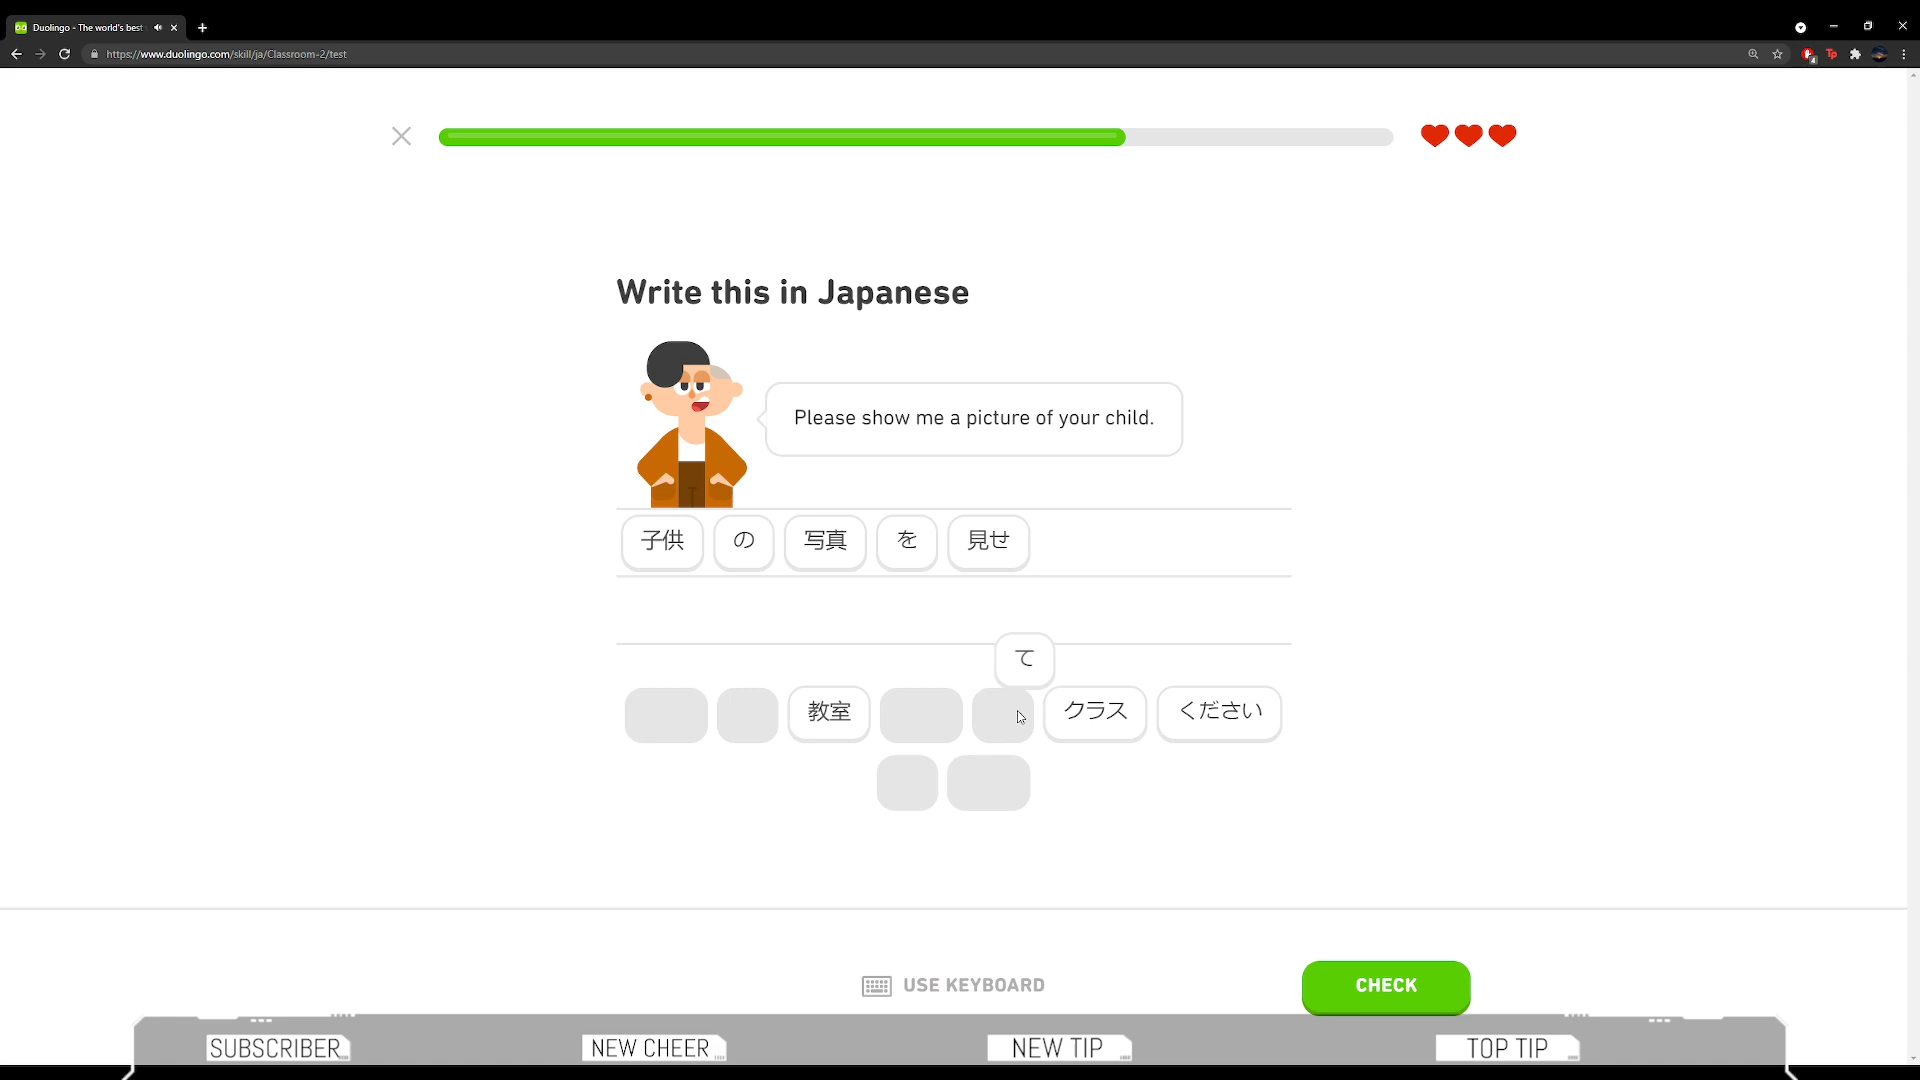 Duolingo - The world's best
https://www.duolingo.com/skill/ja/Classroom-2/test
4
Tp
Write this in Japanese
Please show me a picture of your child.
子供 の 写真 を 見せ
て
教室 クラス ください
USE KEYBOARD
CHECK
SUBSCRIBER NEW CHEER NEW TIP TOP TIP